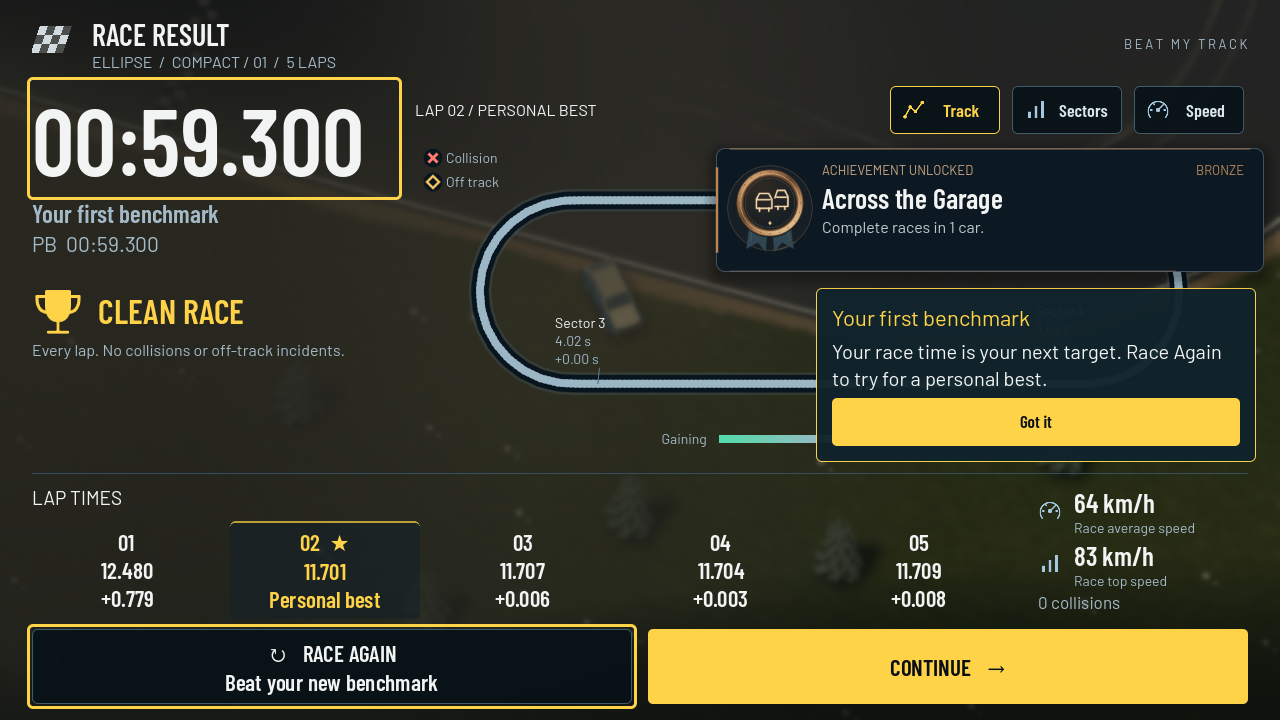 RACE RESULT
ELLIPSE / COMPACT / 01 / 5 LAPS
BEAT MY TRACK
00:59.300
LAP 02 / PERSONAL BEST
Track
Sectors
Speed
Collision
Off track
Your first benchmark
PB 00:59.300
CLEAN RACE
Every lap. No collisions or off-track incidents.
ACHIEVEMENT UNLOCKED
BRONZE
Across the Garage
Complete races in 1 car.
Sector 3
4.02 s
+0.00 s
Your first benchmark
Your race time is your next target. Race Again
to try for a personal best.
Got it
Gaining
LAP TIMES
01
12.480
+0.779
02 ★
11.701
Personal best
03
11.707
+0.006
04
11.704
+0.003
05
11.709
+0.008
64 km/h
Race average speed
83 km/h
Race top speed
0 collisions
↻ RACE AGAIN
Beat your new benchmark
CONTINUE →